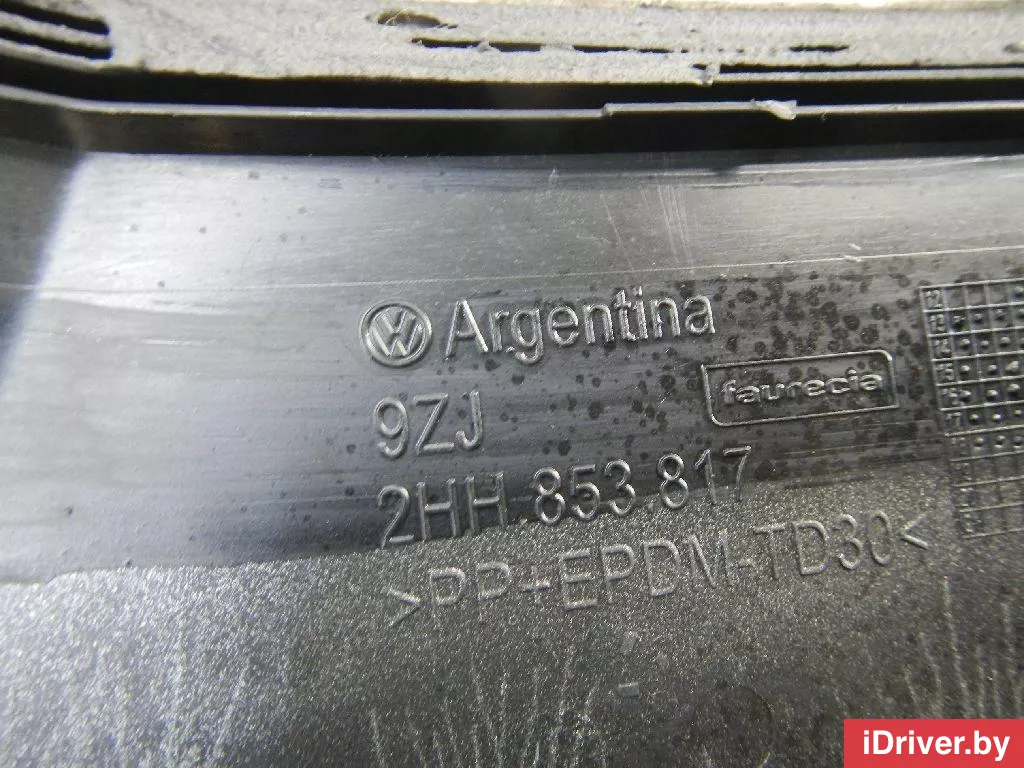 Argentina
faurecia
9ZJ
2HH.853.817
>PP+EPDM-TD30<
iDriver.by